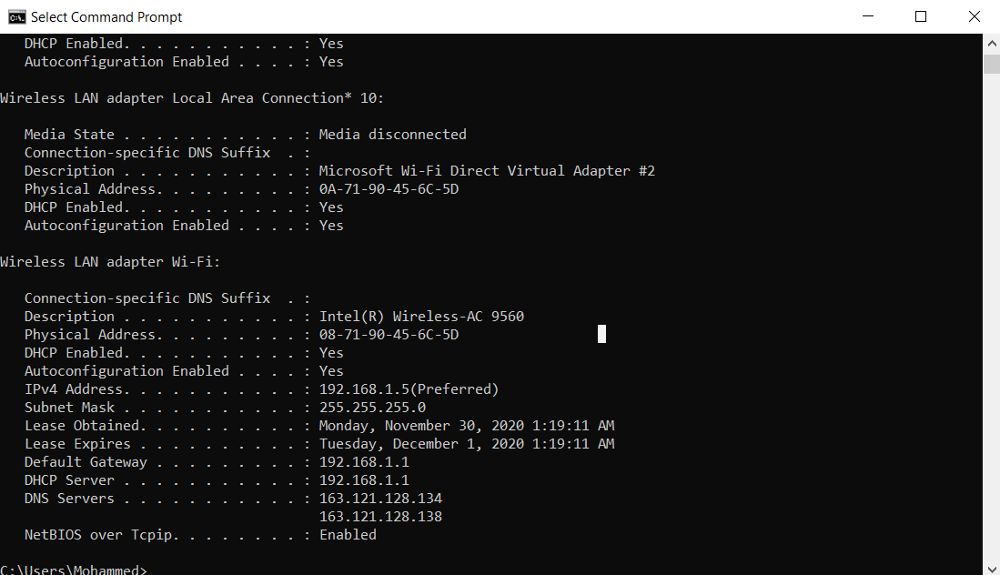 Select Command Prompt
DHCP Enabled. . . . . . . . . . . : Yes
Autoconfiguration Enabled . . . . : Yes
Wireless LAN adapter Local Area Connection* 10:
Media State . . . . . . . . . . . : Media disconnected
Connection-specific DNS Suffix  . :
Description . . . . . . . . . . . : Microsoft Wi-Fi Direct Virtual Adapter #2
Physical Address. . . . . . . . . : 0A-71-90-45-6C-5D
DHCP Enabled. . . . . . . . . . . : Yes
Autoconfiguration Enabled . . . . : Yes
Wireless LAN adapter Wi-Fi:
Connection-specific DNS Suffix  . :
Description . . . . . . . . . . . : Intel(R) Wireless-AC 9560
Physical Address. . . . . . . . . : 08-71-90-45-6C-5D
DHCP Enabled. . . . . . . . . . . : Yes
Autoconfiguration Enabled . . . . : Yes
IPv4 Address. . . . . . . . . . . : 192.168.1.5(Preferred)
Subnet Mask . . . . . . . . . . . : 255.255.255.0
Lease Obtained. . . . . . . . . . : Monday, November 30, 2020 1:19:11 AM
Lease Expires . . . . . . . . . . : Tuesday, December 1, 2020 1:19:11 AM
Default Gateway . . . . . . . . . : 192.168.1.1
DHCP Server . . . . . . . . . . . : 192.168.1.1
DNS Servers . . . . . . . . . . . : 163.121.128.134
163.121.128.138
NetBIOS over Tcpip. . . . . . . . : Enabled
C:\Users\Mohammed>